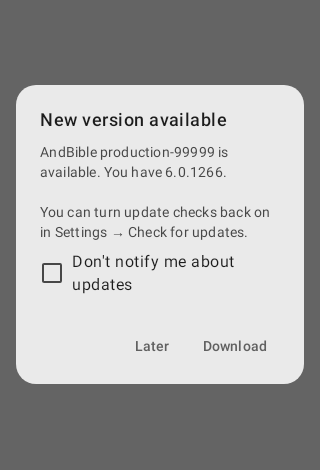 New version available
AndBible production-99999 is
available. You have 6.0.1266.
You can turn update checks back on
in Settings → Check for updates.
Don't notify me about
updates
Later
Download